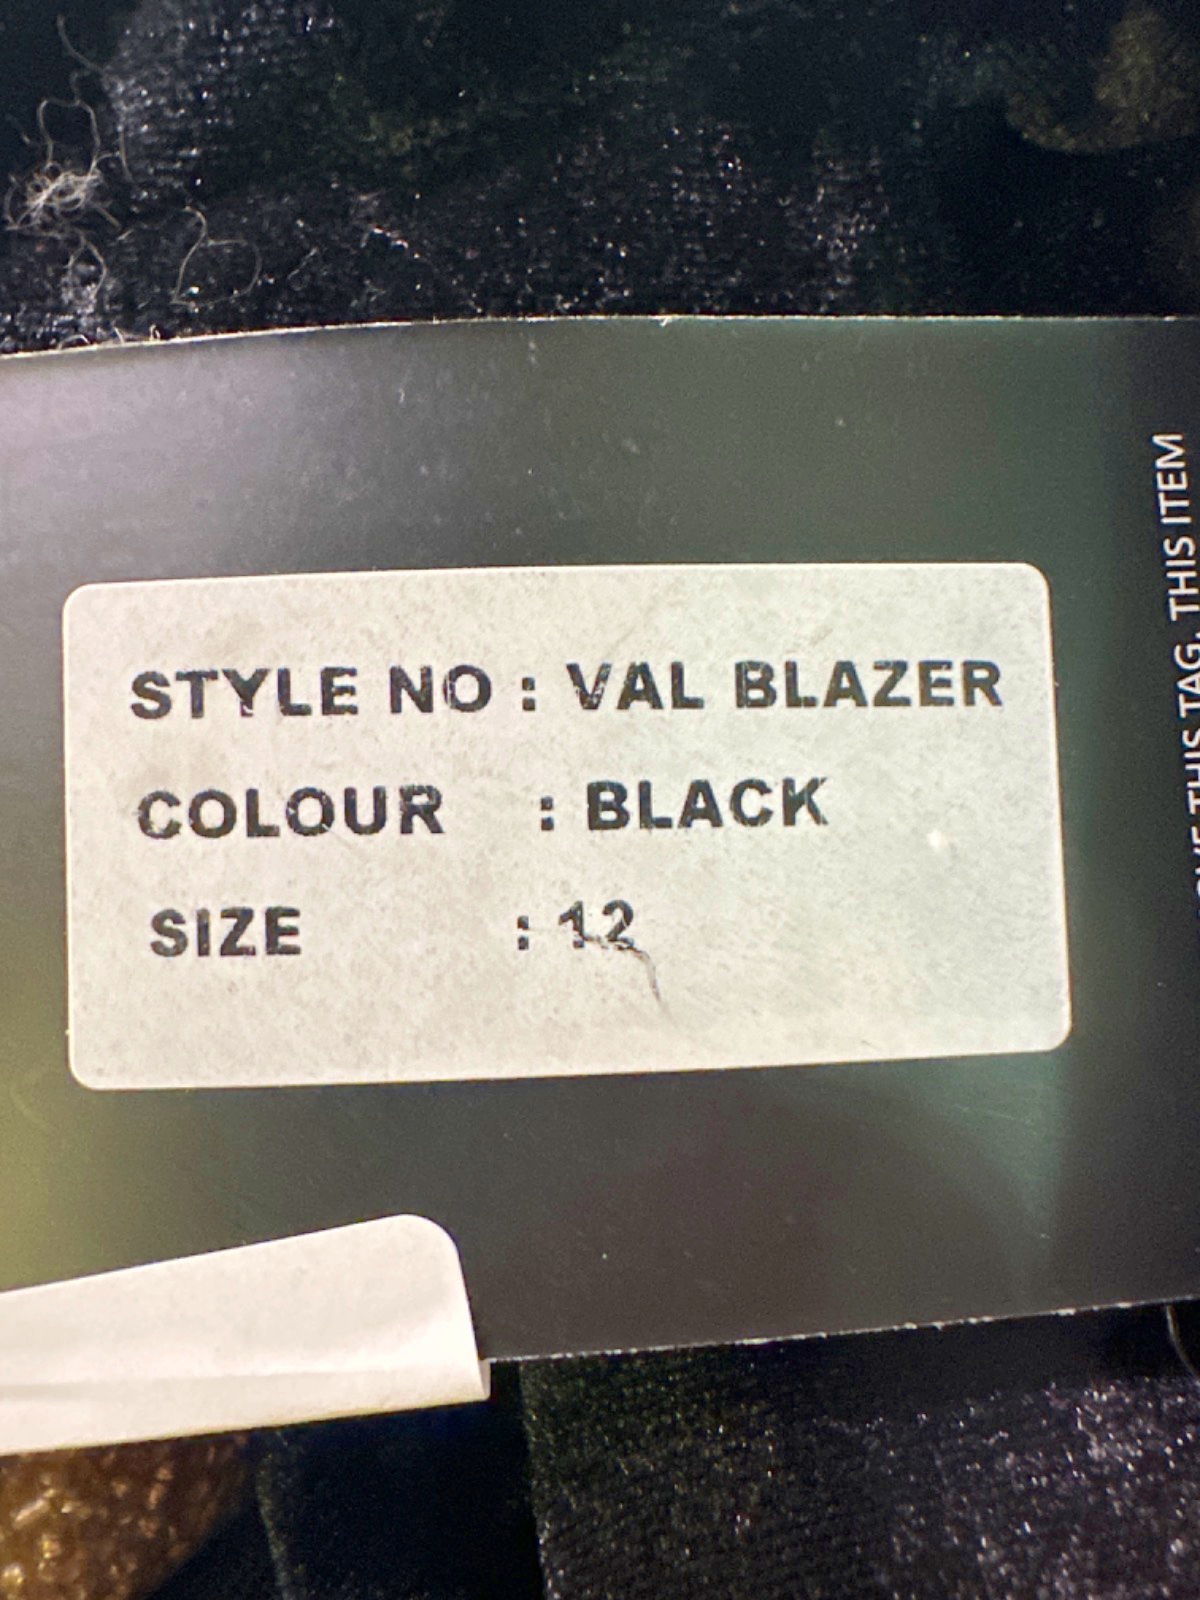 STYLE NO : VAL BLAZER
COLOUR : BLACK
SIZE : 12
THIS TAG. THIS ITEM